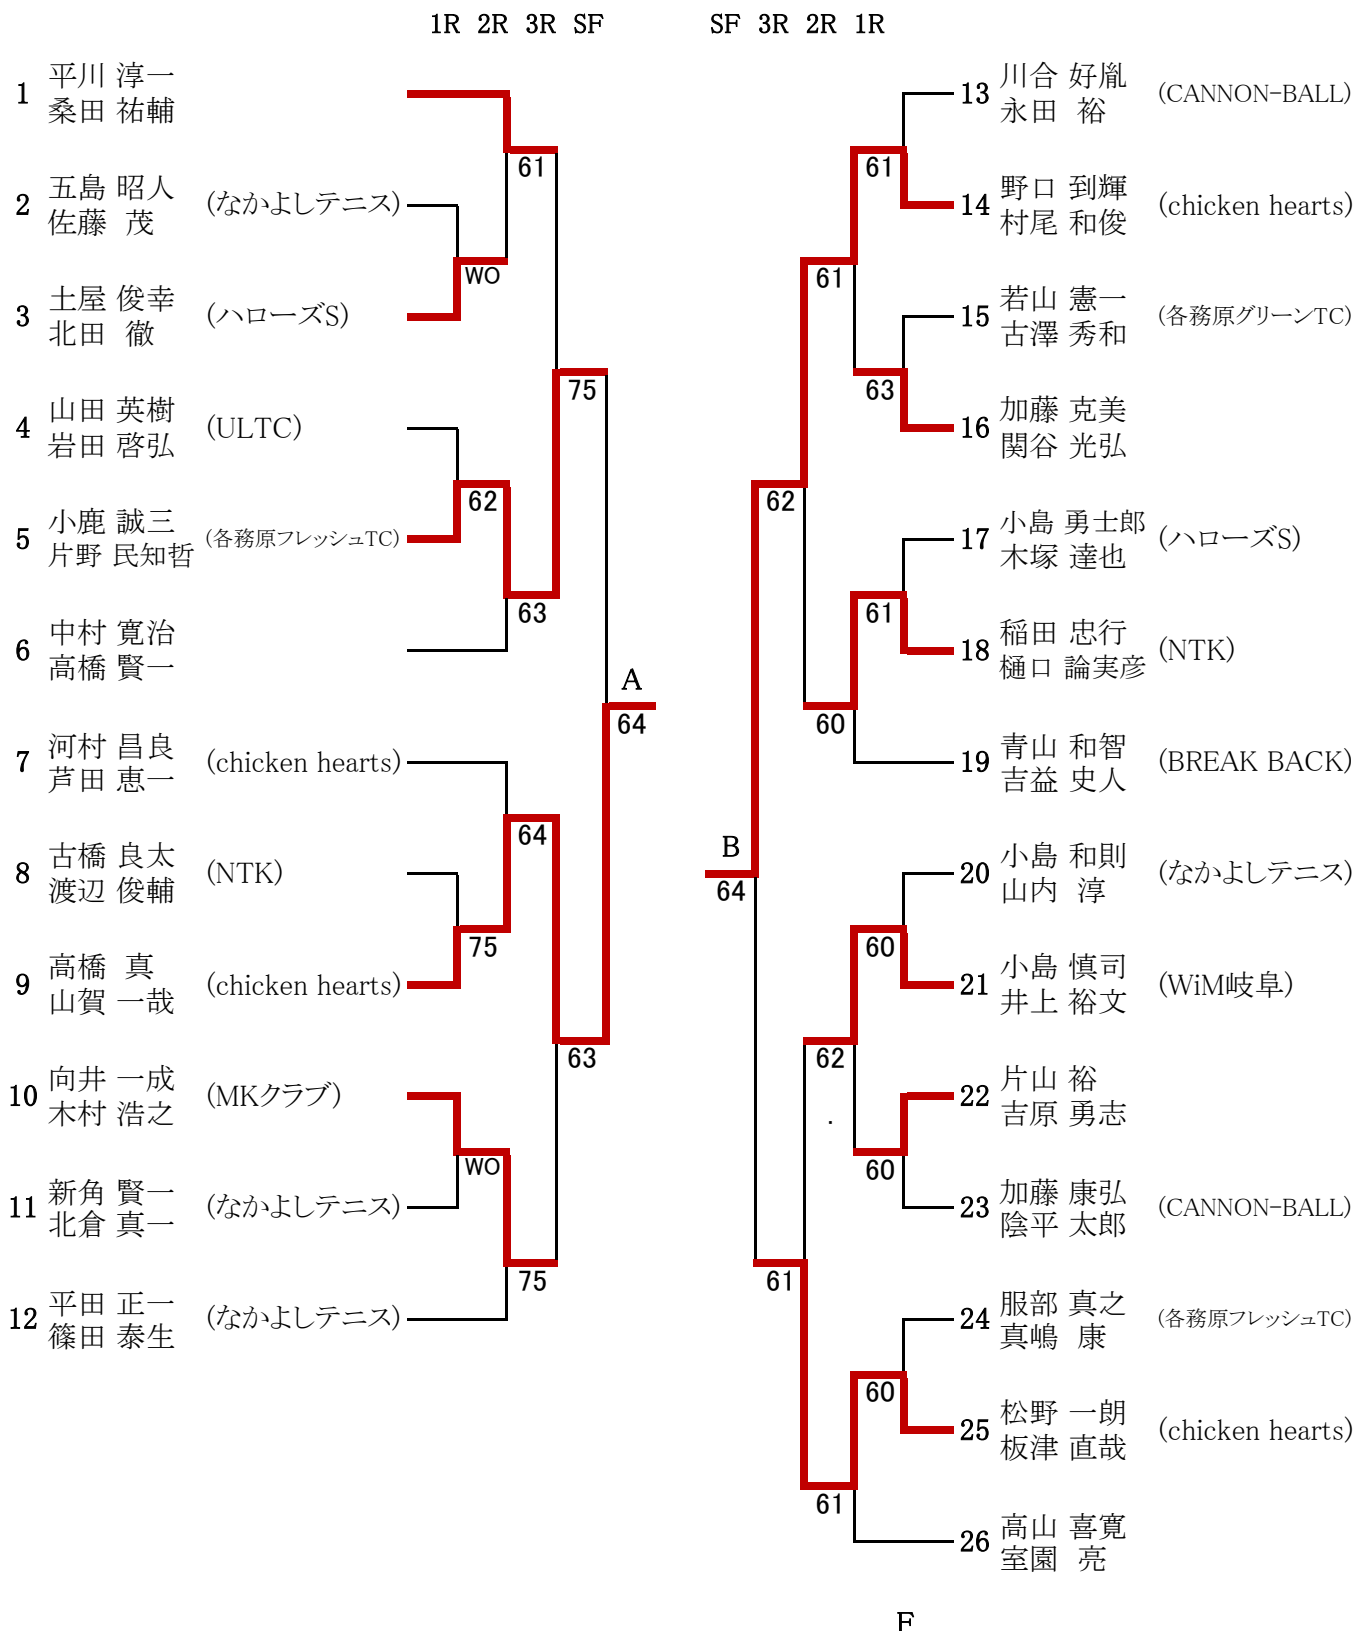 1R 2R 3R SF
SF 3R 2R 1R
1 平川 淳一
桑田 祐輔
2 五島 昭人 (なかよしテニス)
佐藤 茂
3 土屋 俊幸 (ハローズS)
北田 徹
4 山田 英樹 (ULTC)
岩田 啓弘
5 小鹿 誠三 (各務原フレッシュTC)
片野 民知哲
6 中村 寛治
高橋 賢一
7 河村 昌良 (chicken hearts)
芦田 恵一
8 古橋 良太 (NTK)
渡辺 俊輔
9 高橋 真 (chicken hearts)
山賀 一哉
10 向井 一成 (MKクラブ)
木村 浩之
11 新角 賢一 (なかよしテニス)
北倉 真一
12 平田 正一 (なかよしテニス)
篠田 泰生
61
WO
75
62
63
A
64
64
75
63
WO
75
13 川合 好胤 (CANNON-BALL)
永田 裕
14 野口 到輝 (chicken hearts)
村尾 和俊
15 若山 憲一 (各務原グリーンTC)
古澤 秀和
16 加藤 克美
関谷 光弘
17 小島 勇士郎 (ハローズS)
木塚 達也
18 稲田 忠行 (NTK)
樋口 論実彦
19 青山 和智 (BREAK BACK)
吉益 史人
20 小島 和則 (なかよしテニス)
山内 淳
21 小島 慎司 (WiM岐阜)
井上 裕文
22 片山 裕
吉原 勇志
23 加藤 康弘 (CANNON-BALL)
陰平 太郎
24 服部 真之 (各務原フレッシュTC)
真嶋 康
25 松野 一朗 (chicken hearts)
板津 直哉
26 高山 喜寛
室園 亮
61
61
63
62
61
60
B
64
60
62
.
60
61
60
61
F